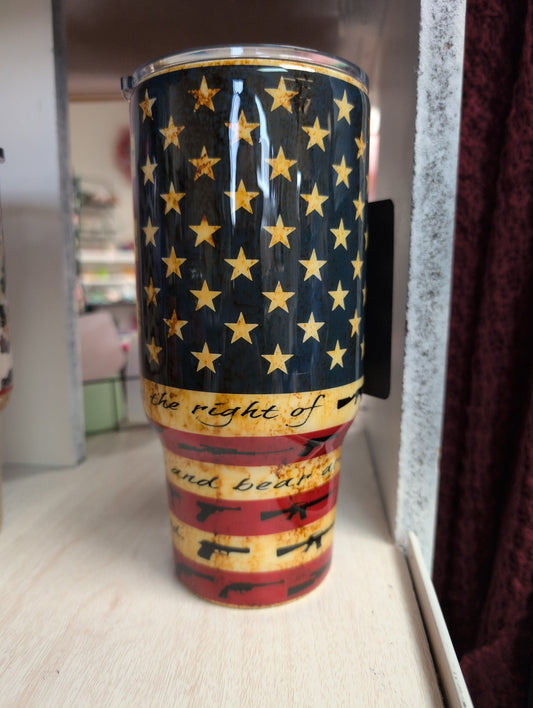 the right of
and bear